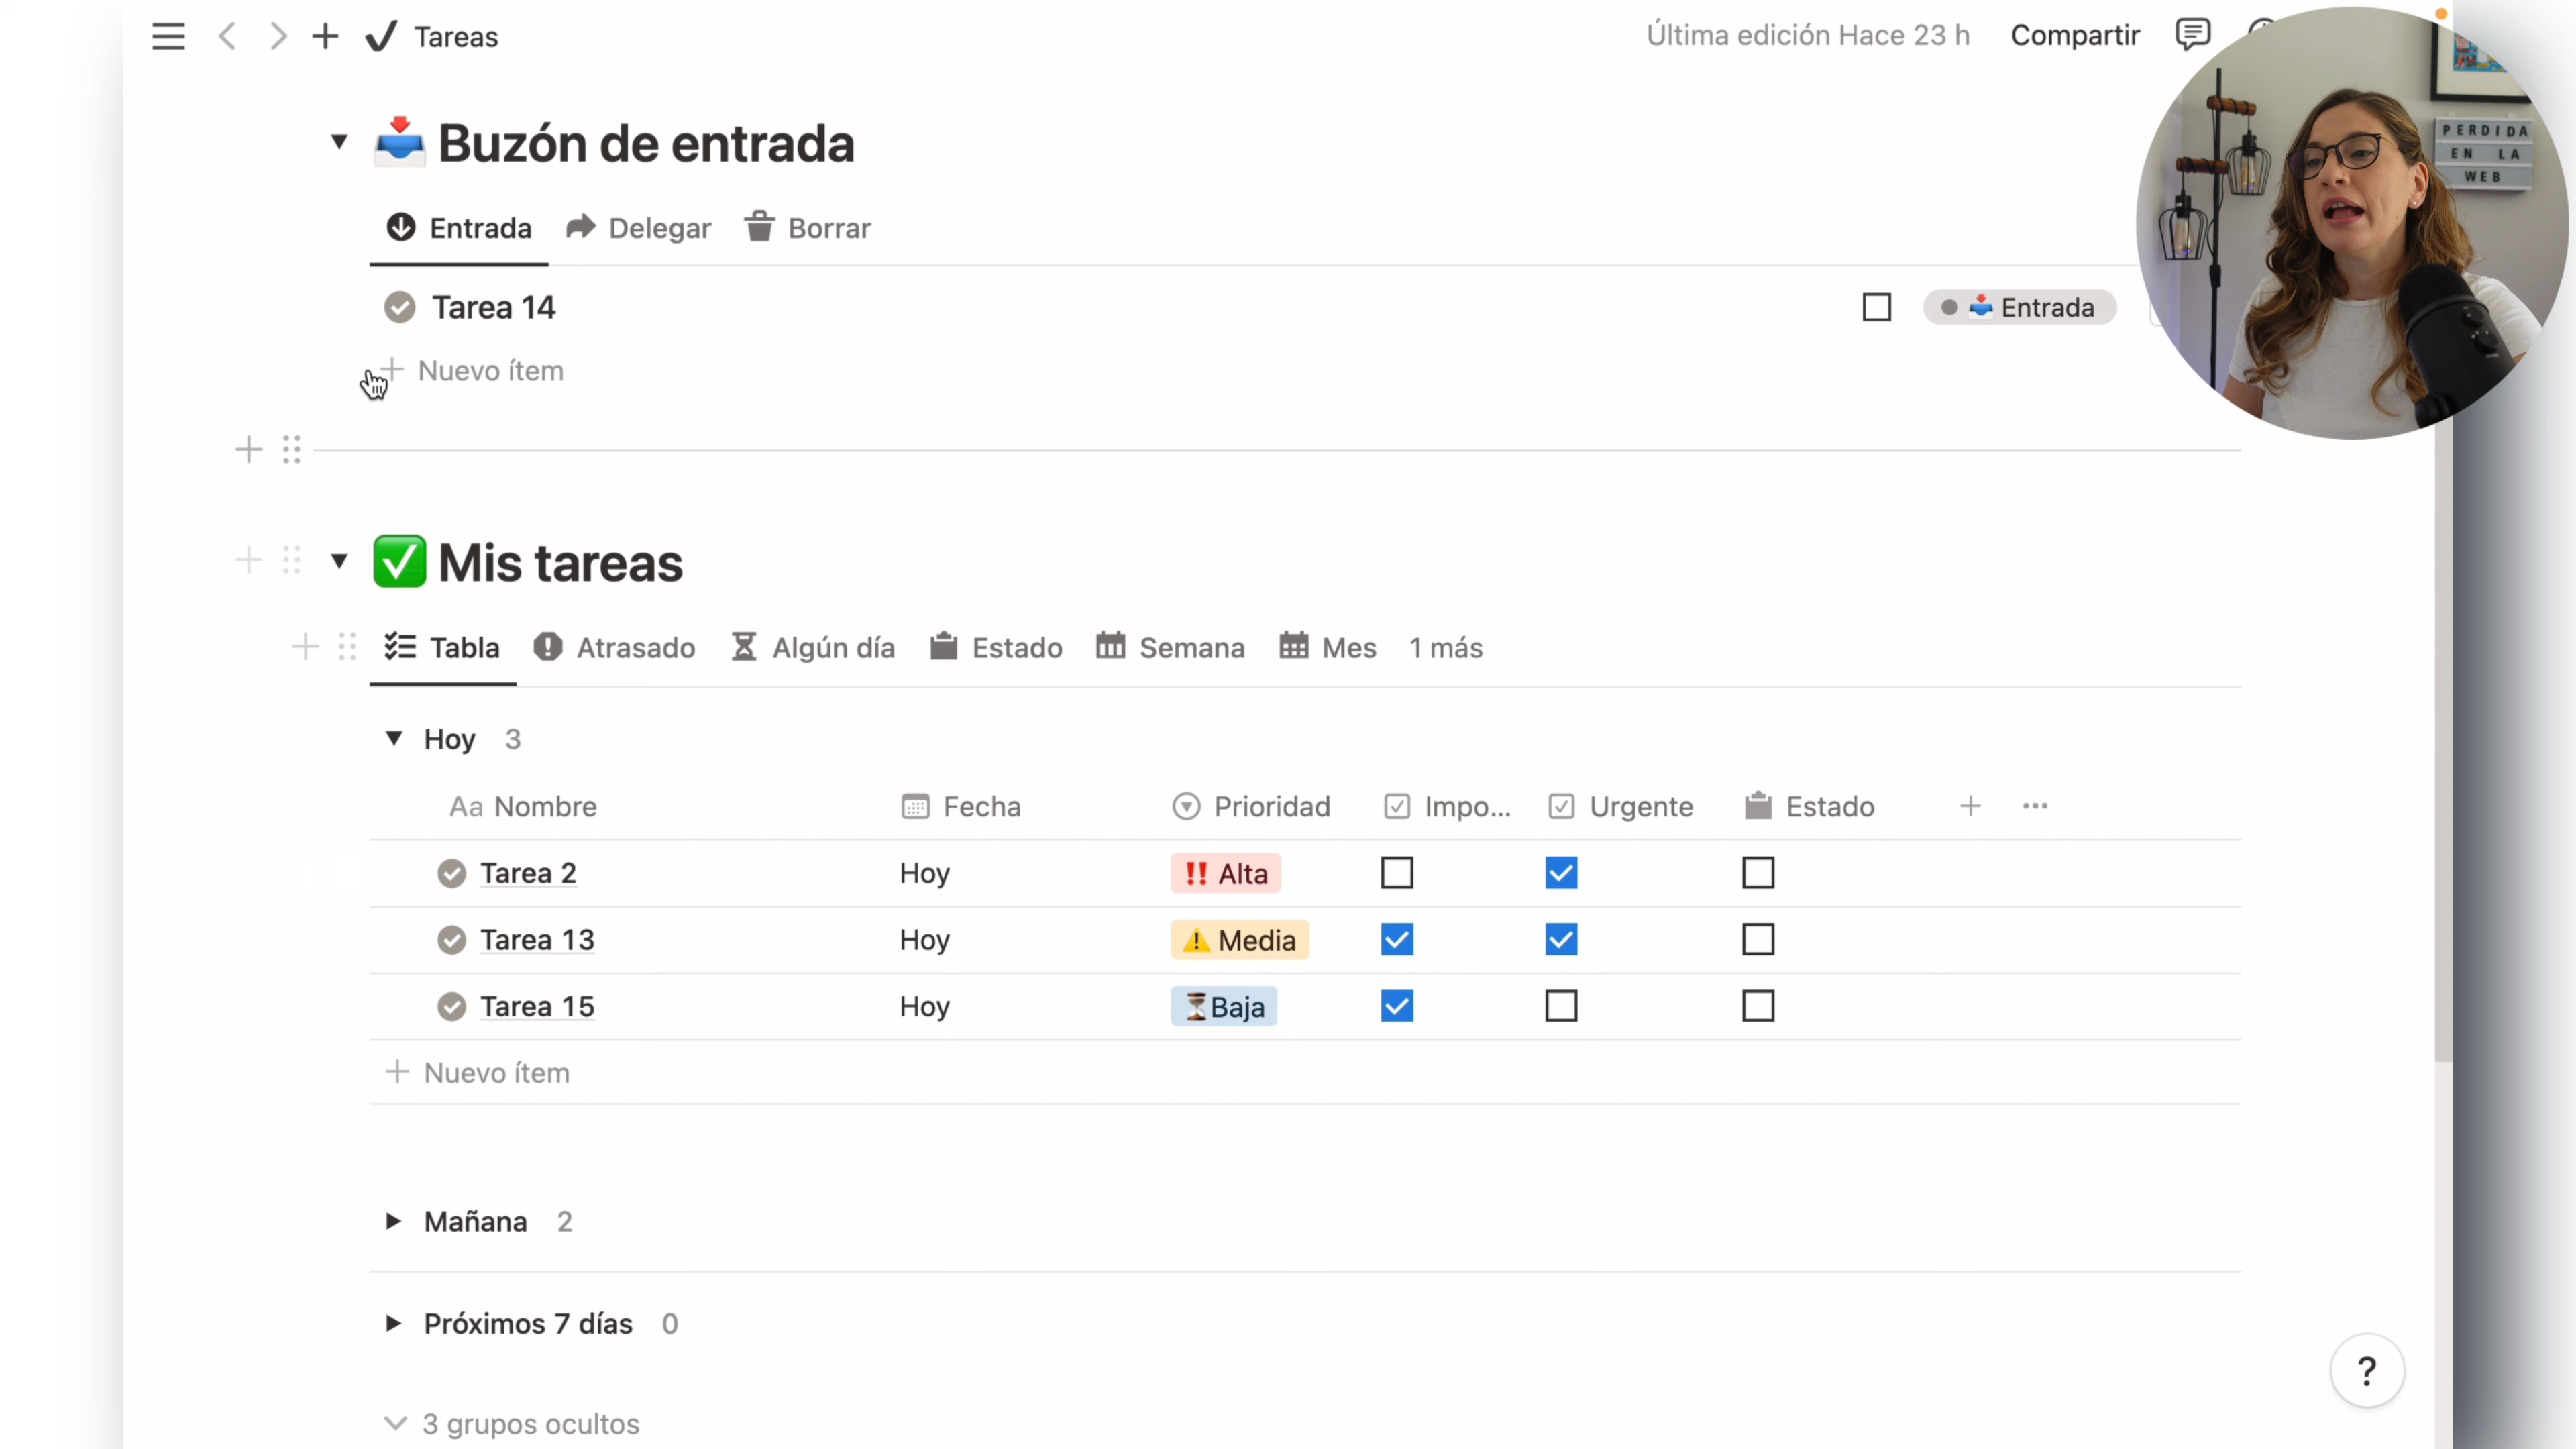 Tareas
Última edición Hace 23 h
Compartir
PERDIDA
EN LA
WEB
Buzón de entrada
Entrada Delegar Borrar
Tarea 14
Entrada
Nuevo ítem
Mis tareas
Tabla Atrasado Algún día Estado Semana Mes 1 más
Hoy 3
Aa Nombre Fecha Prioridad Impo... Urgente Estado
Tarea 2 Hoy ‼ Alta
Tarea 13 Hoy Media
Tarea 15 Hoy Baja
Nuevo ítem
Mañana 2
Próximos 7 días 0
3 grupos ocultos
?